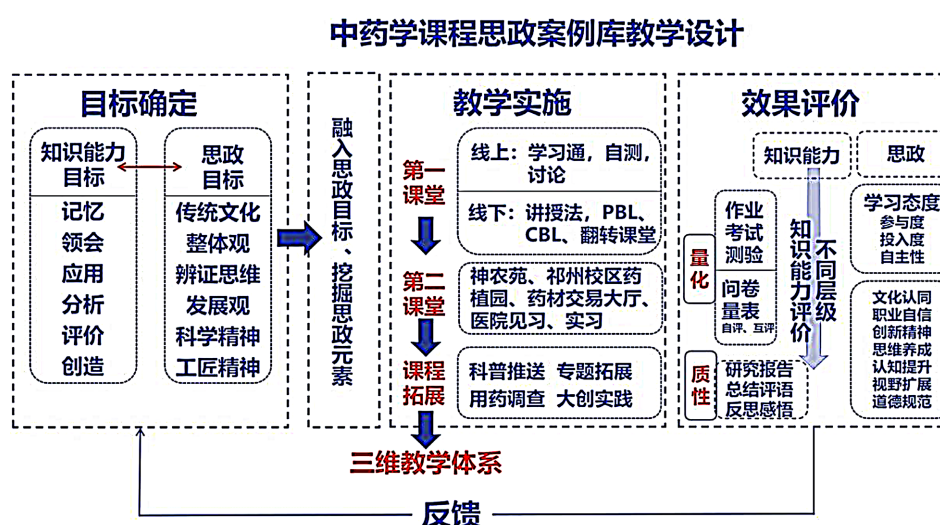 中药学课程思政案例库教学设计
目标确定
知识能力
目标
记忆
领会
应用
分析
评价
创造
思政
目标
传统文化
整体观
辨证思维
发展观
科学精神
工匠精神
融入思政目标、挖掘思政元素
教学实施
第一
课堂
线上：学习通，自测，
讨论
线下：讲授法，PBL、
CBL、翻转课堂
第二
课堂
神农苑、祁州校区药
植园、药材交易大厅、
医院见习、实习
课程
拓展
科普推送 专题拓展
用药调查 大创实践
三维教学体系
效果评价
知识能力
思政
量化
作业
考试
测验
问卷
量表
自评、互评
质性
研究报告
总结评语
反思感悟
不同层级
知识能力评价
学习态度
参与度
投入度
自主性
文化认同
职业自信
创新精神
思维养成
认知提升
视野扩展
道德规范
反馈